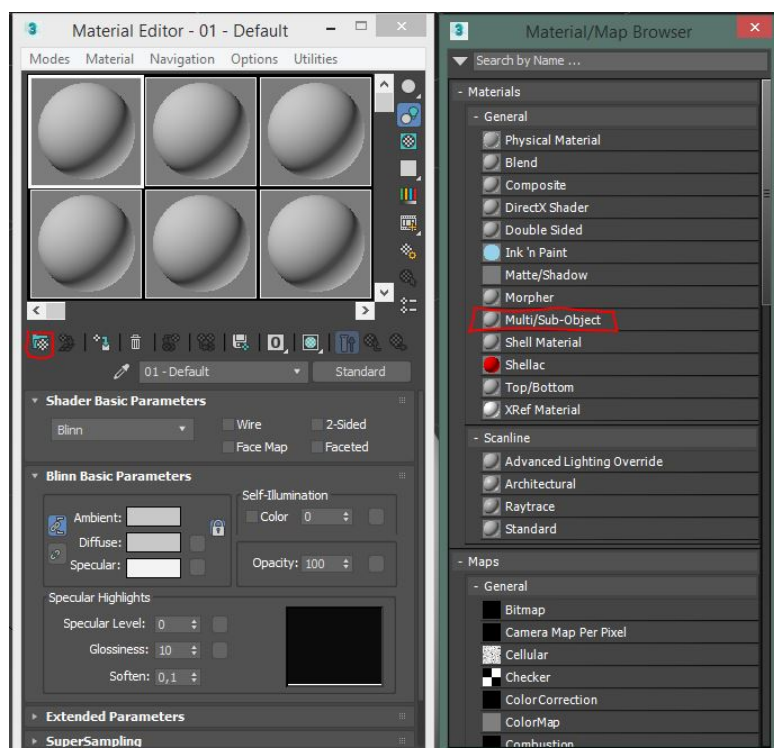 Material Editor - 01 - Default
Modes Material Navigation Options Utilities
01 - Default
Standard
Shader Basic Parameters
Blinn
Wire
2-Sided
Face Map
Faceted
Blinn Basic Parameters
Ambient:
Diffuse:
Specular:
Self-Illumination
Color 0
Opacity: 100
Specular Highlights
Specular Level: 0
Glossiness: 10
Soften: 0,1
Extended Parameters
SuperSampling
Material/Map Browser
Search by Name ...
- Materials
- General
Physical Material
Blend
Composite
DirectX Shader
Double Sided
Ink 'n Paint
Matte/Shadow
Morpher
Multi/Sub-Object
Shell Material
Shellac
Top/Bottom
XRef Material
- Scanline
Advanced Lighting Override
Architectural
Raytrace
Standard
- Maps
- General
Bitmap
Camera Map Per Pixel
Cellular
Checker
ColorCorrection
ColorMap
Combustion